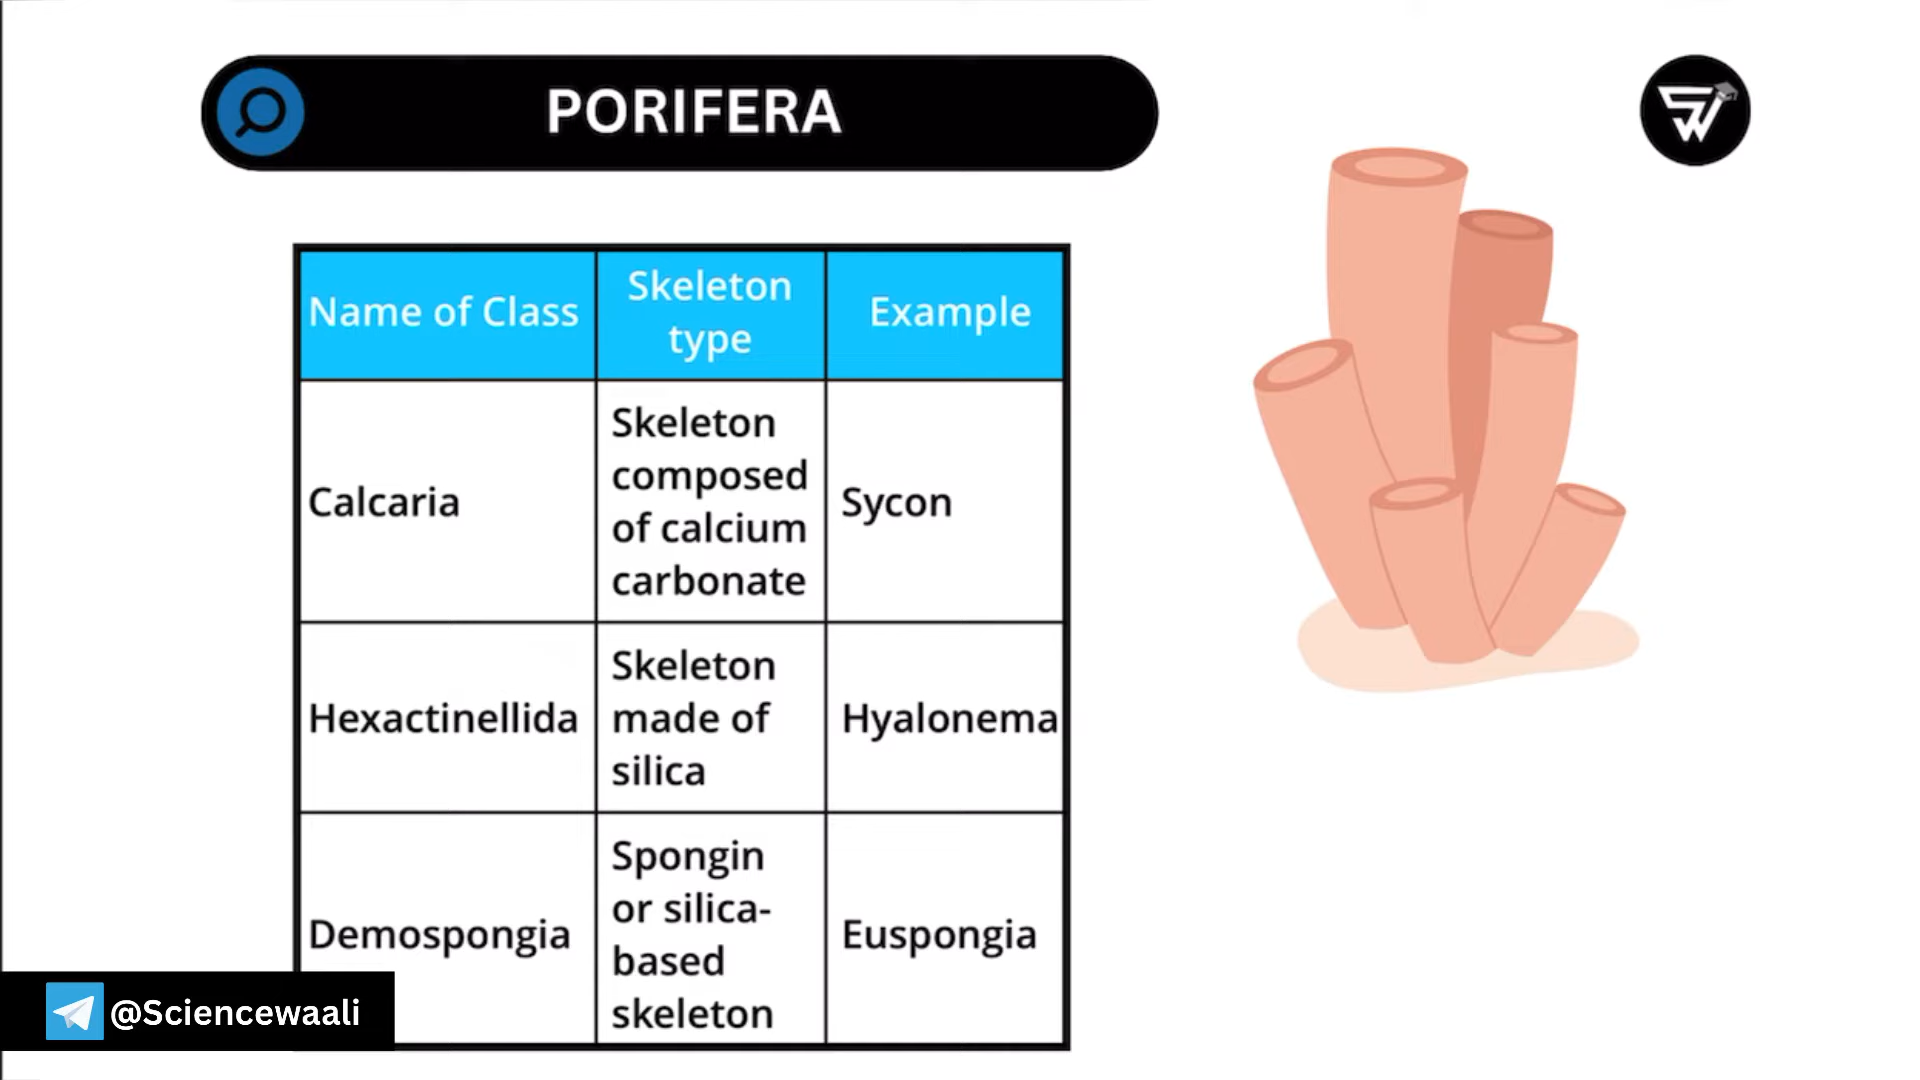 PORIFERA
Name of Class
Skeleton
type
Example
Calcaria
Skeleton
composed
of calcium
carbonate
Sycon
Hexactinellida
Skeleton
made of
silica
Hyalonema
Demospongia
Spongin
or silica-
based
skeleton
Euspongia
@Sciencewaali